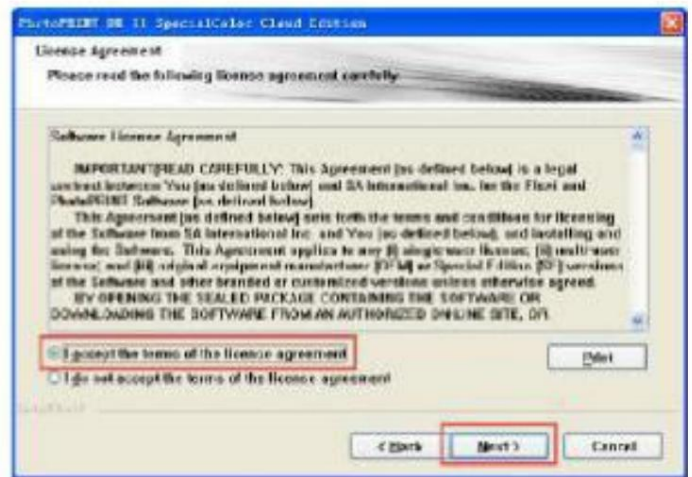 PhotoPRINT DX 11 SpecialColor Cloud Edition
License Agreement
Please read the following license agreement carefully.
Software License Agreement
IMPORTANT[READ CAREFULLY: This Agreement [as defined below] is a legal
contract between You [as defined below] and SA International Inc. for the Flexi and
PhotoPRINT Software [as defined below].
This Agreement [as defined below] sets forth the terms and conditions for licensing
of the Software from SA International Inc. and You [as defined below], and installing and
using the Software. This Agreement applies to any [i] single-user license, [ii] multi-user
license, and [iii] original equipment manufacturer [OEM] or Special Edition [SE] versions
of the Software and other branded or customized versions unless otherwise agreed.
BY OPENING THE SEALED PACKAGE CONTAINING THE SOFTWARE OR
DOWNLOADING THE SOFTWARE FROM AN AUTHORIZED ONLINE SITE, OR
I accept the terms of the license agreement
Print
I do not accept the terms of the license agreement
< Back
Next >
Cancel